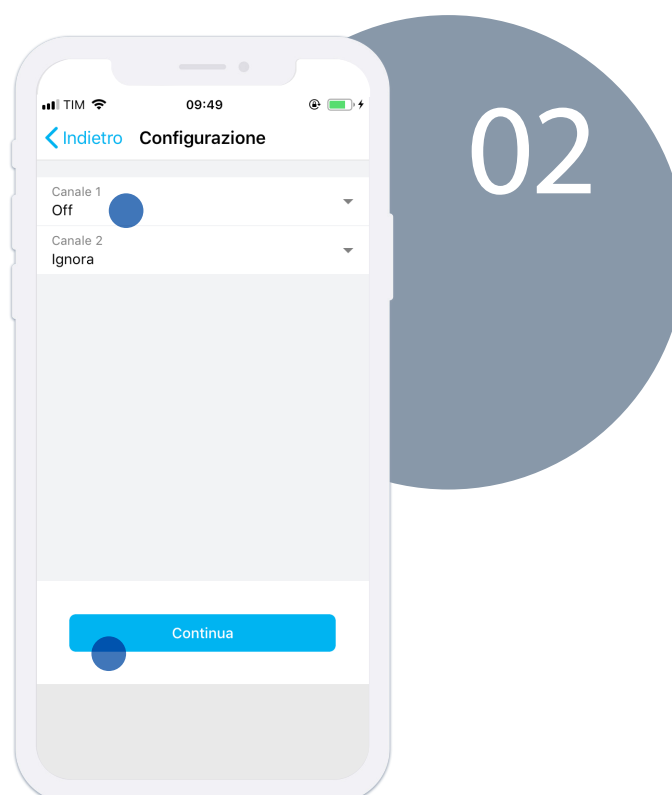 TIM 09:49
Indietro Configurazione
Canale 1
Off
Canale 2
Ignora
Continua
02